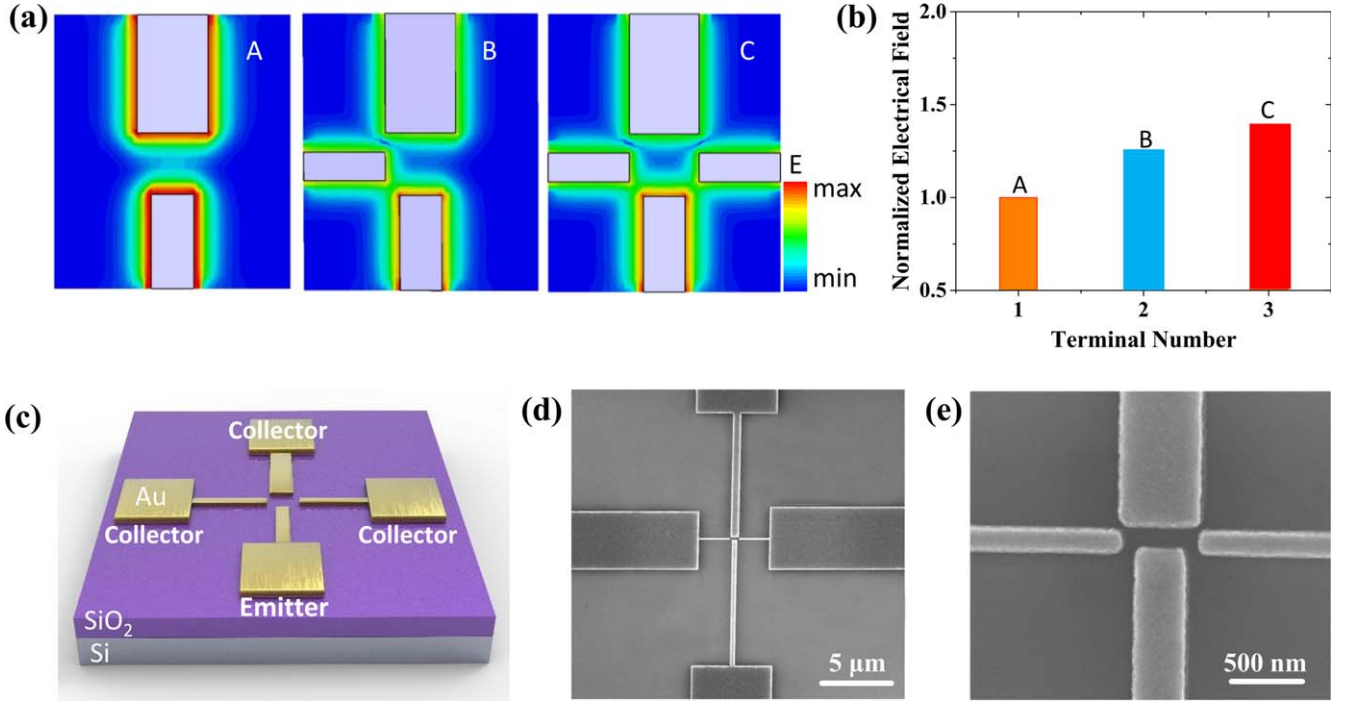 (a)
A
B
C
E
max
min
(b)
Normalized Electrical Field
2.0
1.5
1.0
0.5
A
B
C
1
2
3
Terminal Number
(c)
Collector
Au
Collector
Collector
Emitter
SiO₂
Si
(d)
5 μm
(e)
500 nm